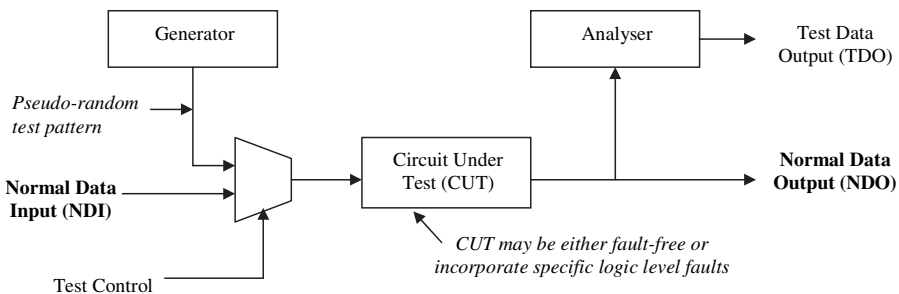 Generator
Analyser
Test Data
Output (TDO)
Pseudo-random
test pattern
Circuit Under
Test (CUT)
Normal Data
Output (NDO)
Normal Data
Input (NDI)
CUT may be either fault-free or
incorporate specific logic level faults
Test Control